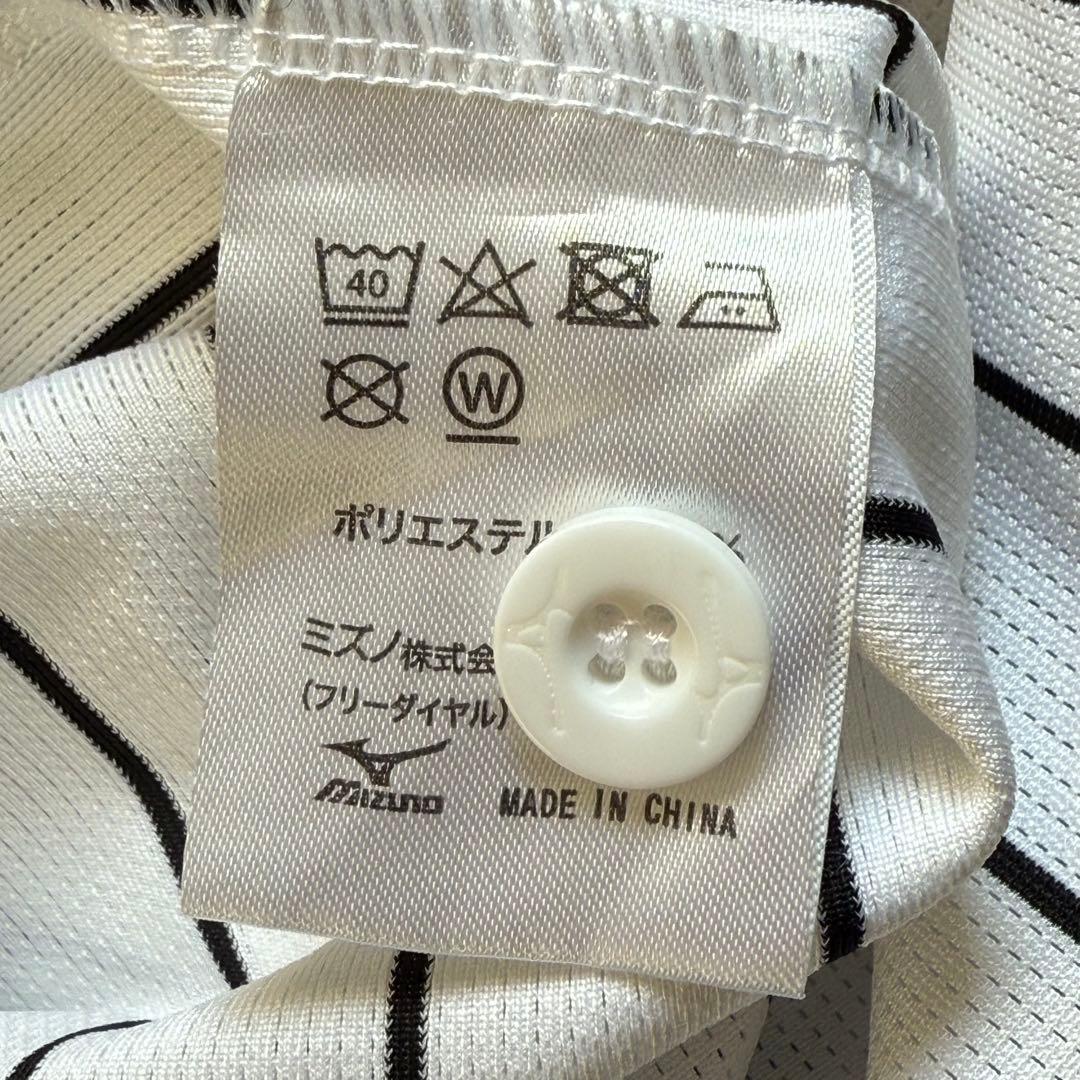 40
W
ポリエステル
ミズノ株式会
(フリーダイヤル)
Mizuno
MADE IN CHINA